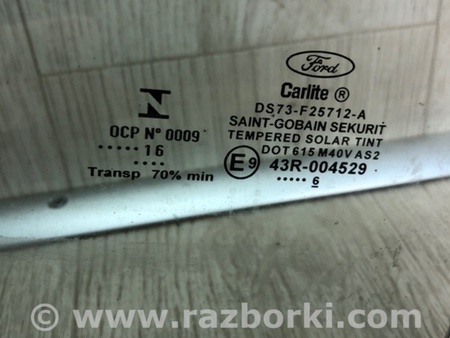 Ford
Carlite ®
DS73-F25712-A
SAINT-GOBAIN SEKURIT
TEMPERED SOLAR TINT
DOT 615 M40V AS2
E9 43R-004529
••••• 6
N
OCP Nº 0009
••••• 16
••••
Transp 70% min
© www.razborki.com